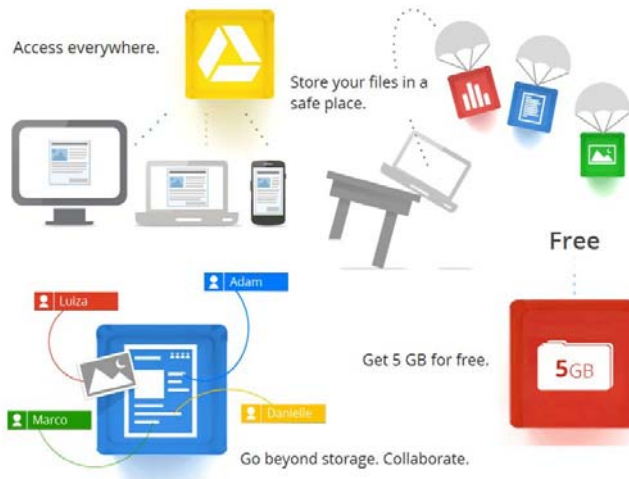 Access everywhere.
Store your files in a
safe place.
Free
Luiza
Adam
Get 5 GB for free.
5GB
Marco
Danielle
Go beyond storage. Collaborate.